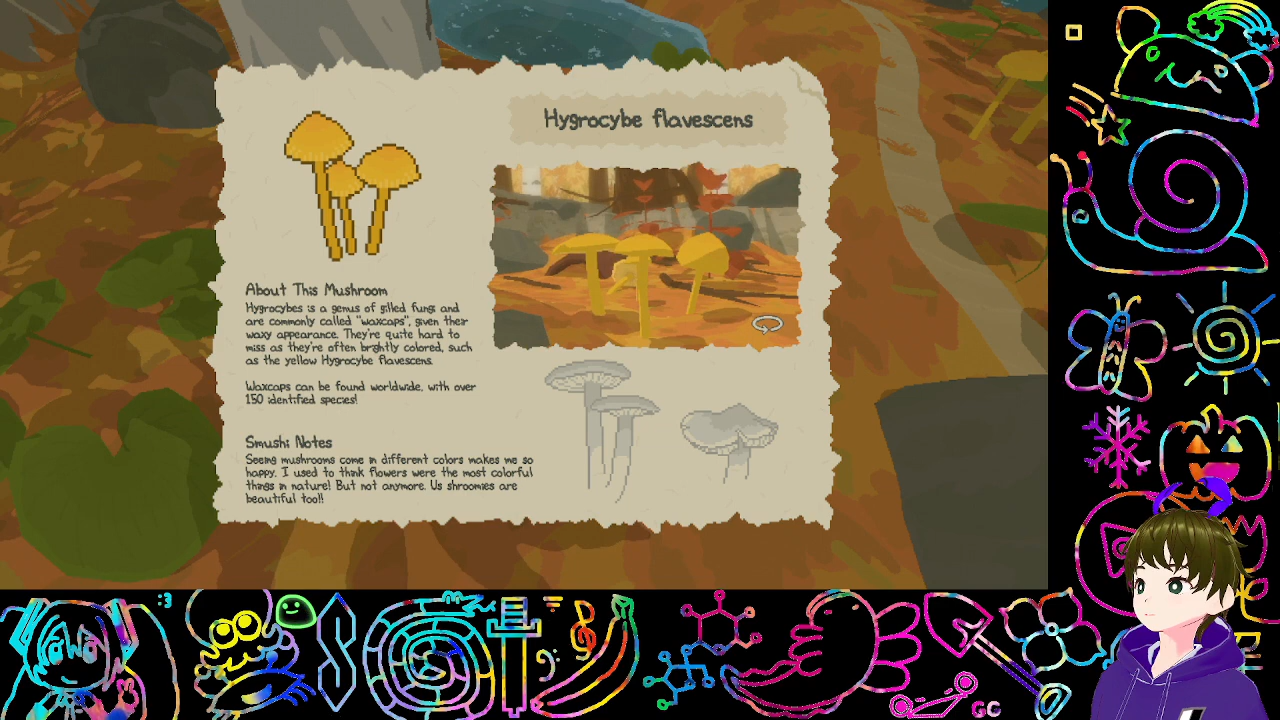 Hygrocybe flavescens
About This Mushroom
Hygrocybes is a genus of gilled fungi and
are commonly called "waxcaps", given their
waxy appearance. They're quite hard to
miss as they're often brightly colored, such
as the yellow Hygrocybe flavescens.
Waxcaps can be found worldwide, with over
150 identified species!
Smushi Notes
Seeing mushrooms come in different colors makes me so
happy. I used to think flowers were the most colorful
things in nature! But not anymore. Us shroomies are
beautiful too!!
:3
GC